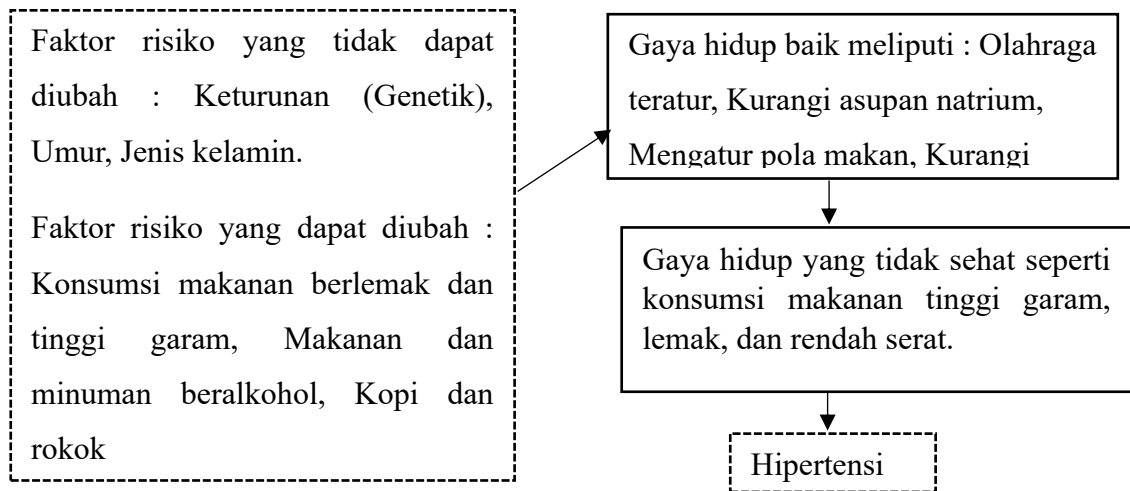 Faktor risiko yang tidak dapat
diubah : Keturunan (Genetik),
Umur, Jenis kelamin.
Faktor risiko yang dapat diubah :
Konsumsi makanan berlemak dan
tinggi garam, Makanan dan
minuman beralkohol, Kopi dan
rokok
Gaya hidup baik meliputi : Olahraga
teratur, Kurangi asupan natrium,
Mengatur pola makan, Kurangi
Gaya hidup yang tidak sehat seperti
konsumsi makanan tinggi garam,
lemak, dan rendah serat.
Hipertensi